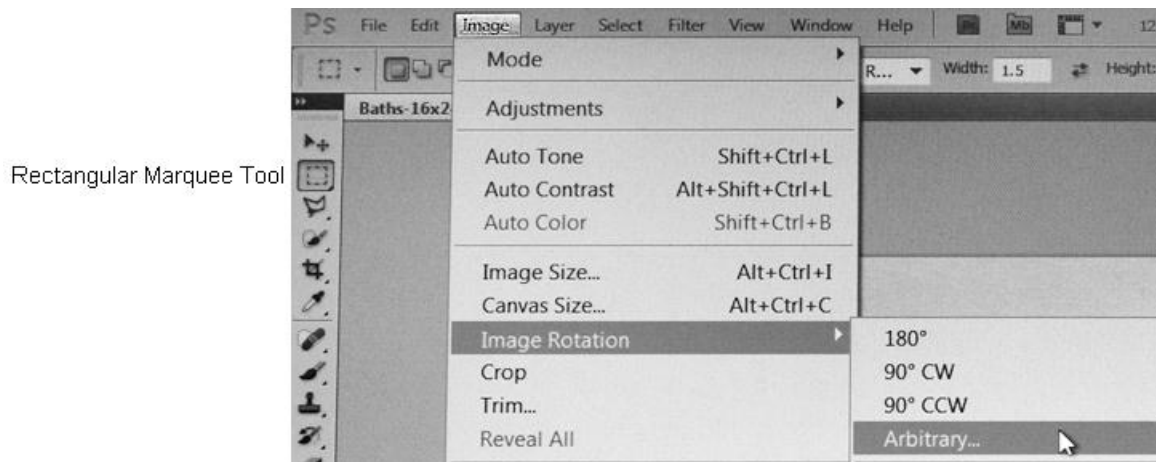 Ps File Edit Image Layer Select Filter View Window Help Mb 12
R... Width: 1.5 Height:
Baths-16x2
Rectangular Marquee Tool
Mode
Adjustments
Auto Tone Shift+Ctrl+L
Auto Contrast Alt+Shift+Ctrl+L
Auto Color Shift+Ctrl+B
Image Size... Alt+Ctrl+I
Canvas Size... Alt+Ctrl+C
Image Rotation
180°
Crop
90° CW
Trim...
90° CCW
Reveal All
Arbitrary...